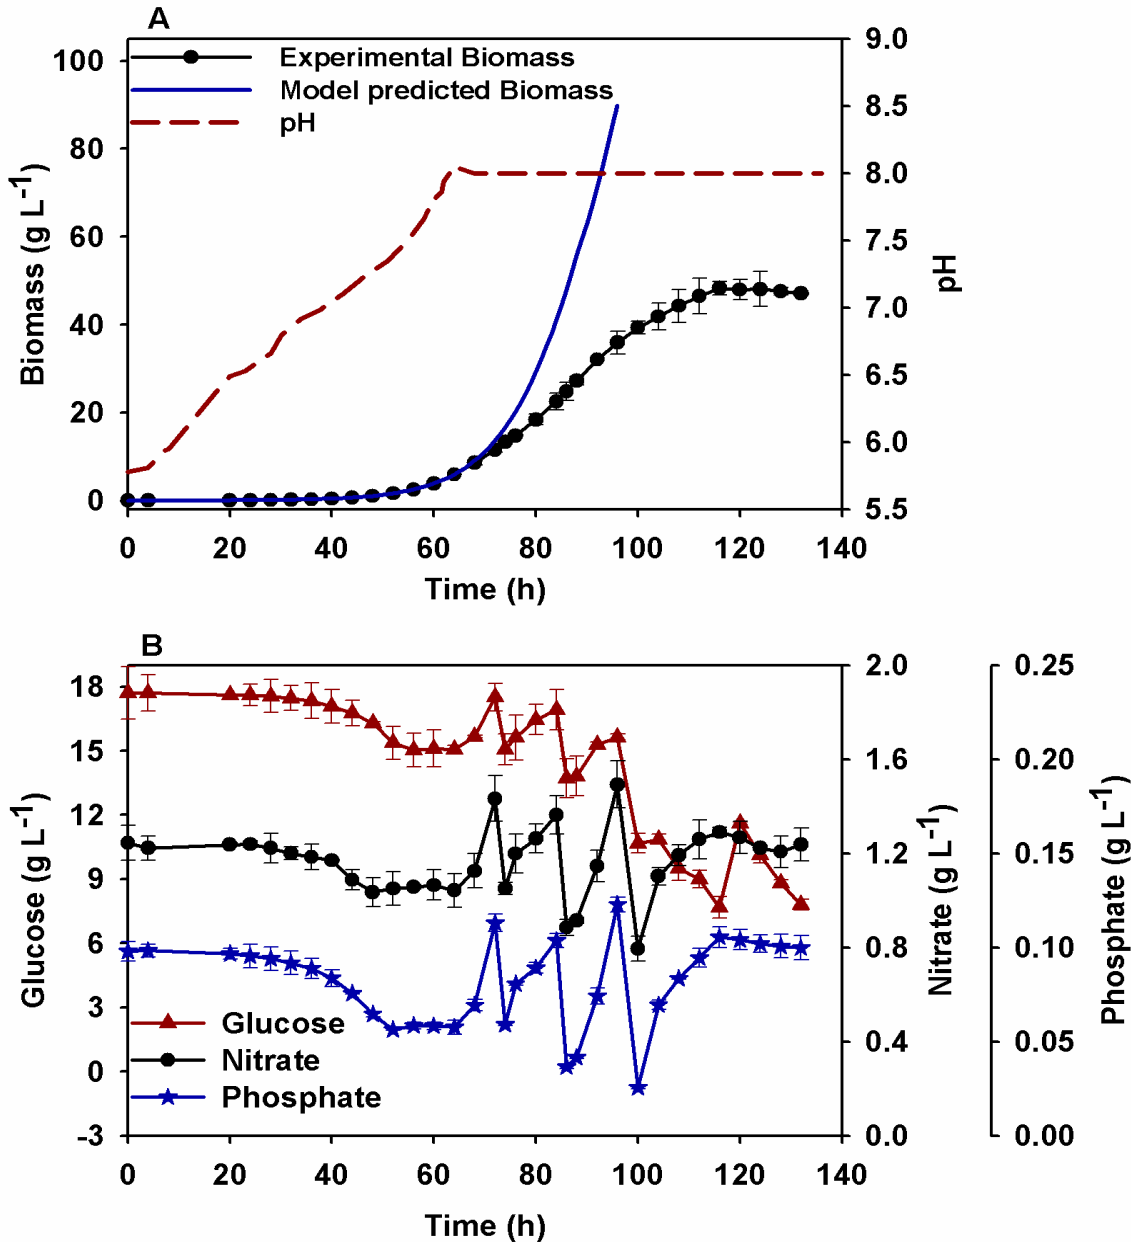 A
Experimental Biomass
Model predicted Biomass
pH
Biomass (g L-1)
100
80
60
40
20
0
pH
9.0
8.5
8.0
7.5
7.0
6.5
6.0
5.5
0 20 40 60 80 100 120 140
Time (h)
B
Glucose (g L-1)
18
15
12
9
6
3
0
-3
Glucose
Nitrate
Phosphate
Nitrate (g L-1)
2.0
1.6
1.2
0.8
0.4
0.0
Phosphate (g L-1)
0.25
0.20
0.15
0.10
0.05
0.00
0 20 40 60 80 100 120 140
Time (h)